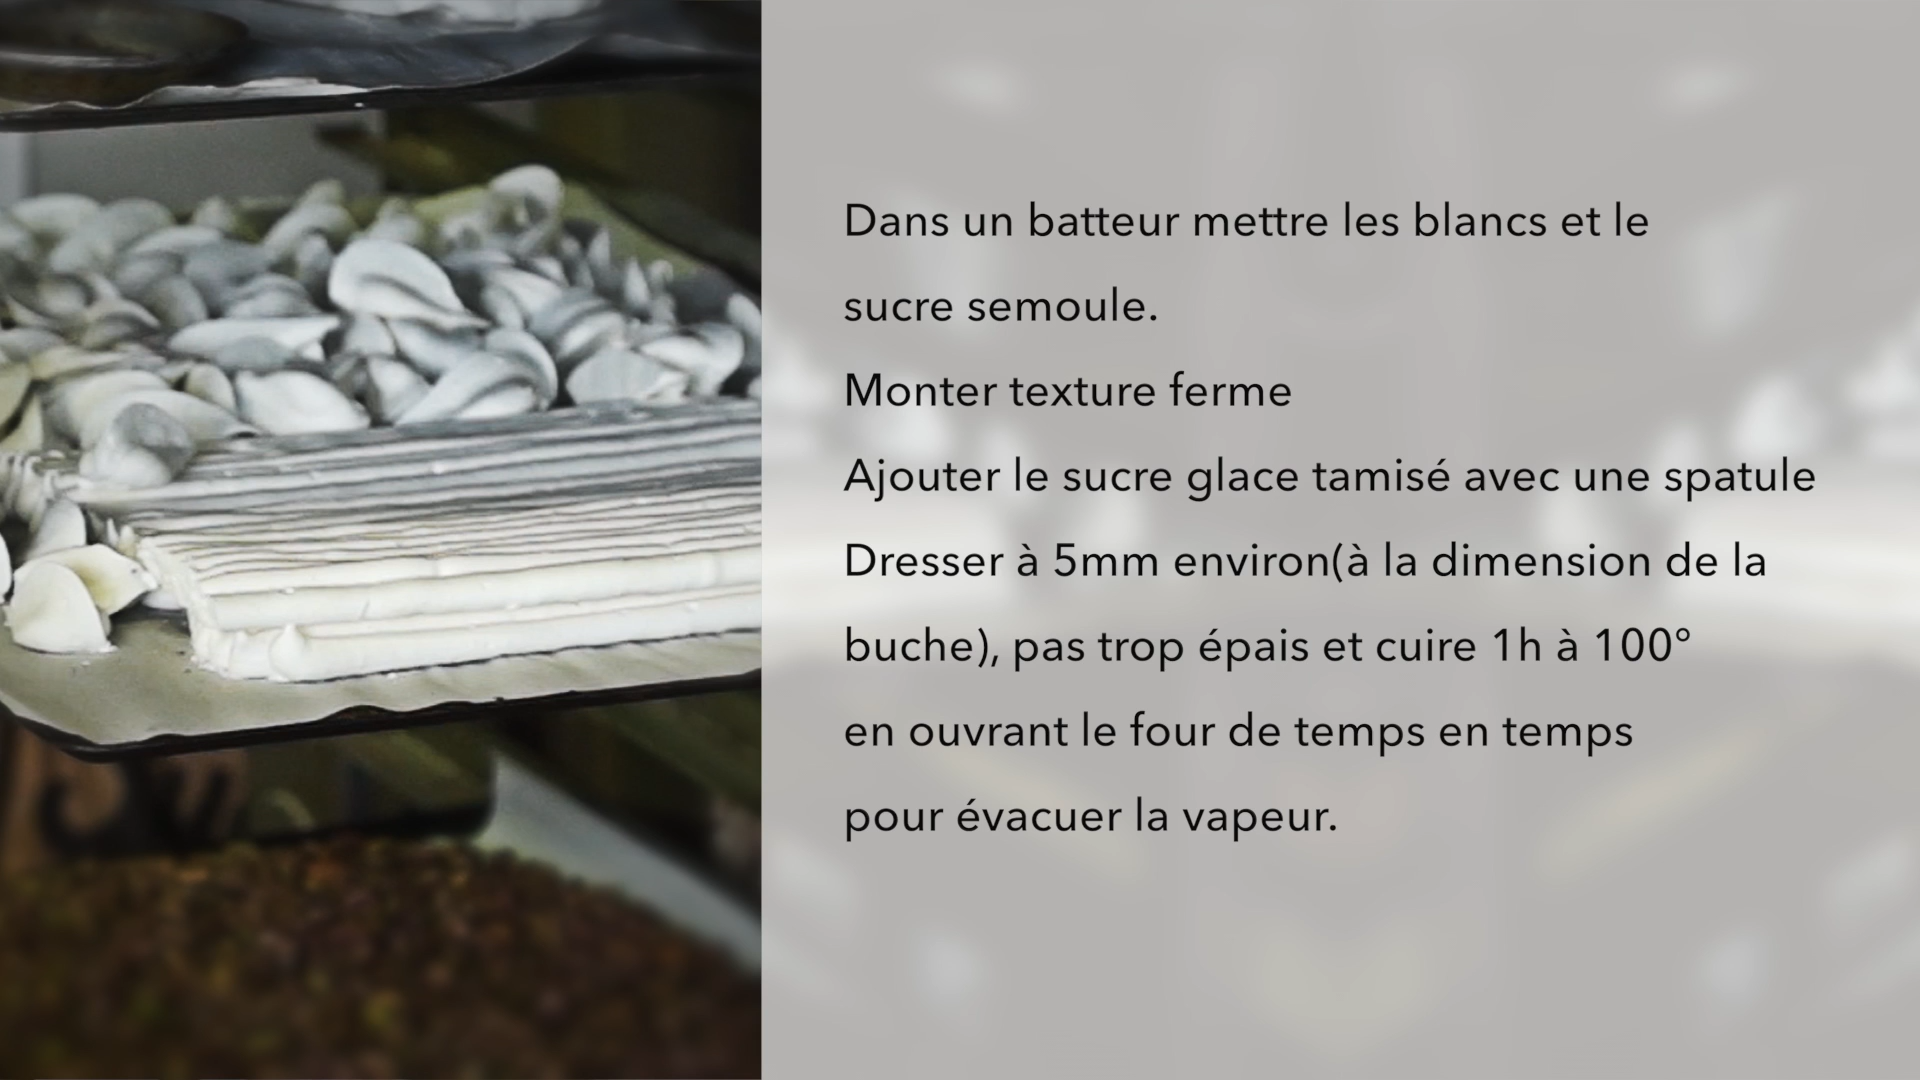 Dans un batteur mettre les blancs et le
sucre semoule.
Monter texture ferme
Ajouter le sucre glace tamisé avec une spatule
Dresser à 5mm environ(à la dimension de la
buche), pas trop épais et cuire 1h à 100°
en ouvrant le four de temps en temps
pour évacuer la vapeur.